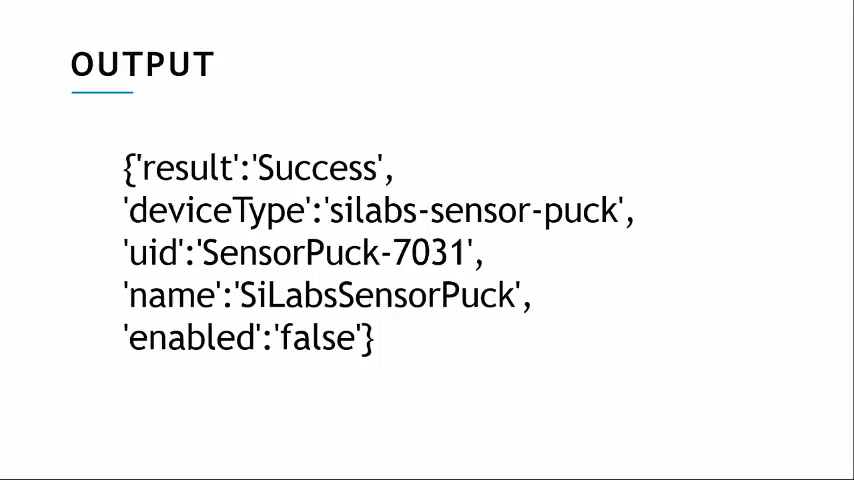 OUTPUT
{'result':'Success',
'deviceType':'silabs-sensor-puck',
'uid':'SensorPuck-7031',
'name':'SiLabsSensorPuck',
'enabled':'false'}